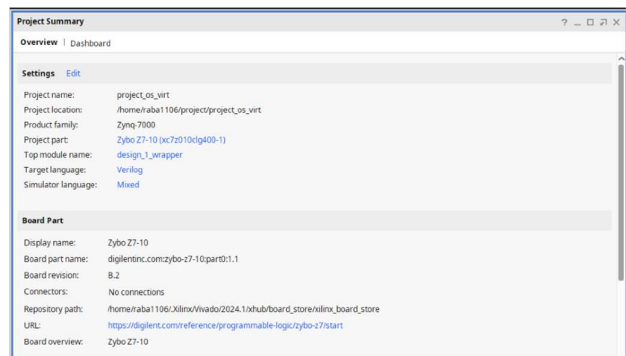 Project Summary
Overview | Dashboard
Settings Edit
Project name: project_os_virt
Project location: /home/raba1106/project/project_os_virt
Product family: Zynq-7000
Project part: Zybo Z7-10 (xc7z010clg400-1)
Top module name: design_1_wrapper
Target language: Verilog
Simulator language: Mixed
Board Part
Display name: Zybo Z7-10
Board part name: digilentinc.com:zybo-z7-10:part0:1.1
Board revision: B.2
Connectors: No connections
Repository path: /home/raba1106/.Xilinx/Vivado/2024.1/xhub/board_store/xilinx_board_store
URL: https://digilent.com/reference/programmable-logic/zybo-z7/start
Board overview: Zybo Z7-10